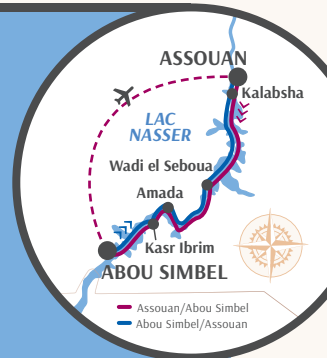 ASSOUAN
Kalabsha
LAC
NASSER
Wadi el Seboua
Amada
Kasr Ibrim
ABOU SIMBEL
Assouan/Abou Simbel
Abou Simbel/Assouan